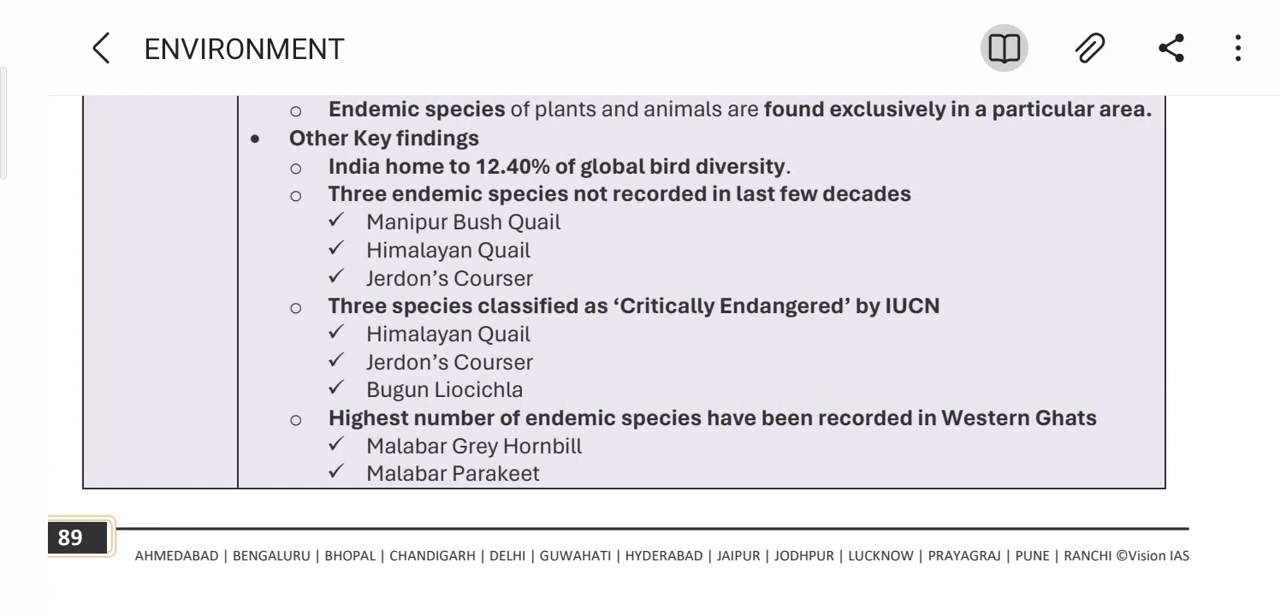 ENVIRONMENT
o Endemic species of plants and animals are found exclusively in a particular area.
• Other Key findings
o India home to 12.40% of global bird diversity.
o Three endemic species not recorded in last few decades
✓ Manipur Bush Quail
✓ Himalayan Quail
✓ Jerdon’s Courser
o Three species classified as ‘Critically Endangered’ by IUCN
✓ Himalayan Quail
✓ Jerdon’s Courser
✓ Bugun Liocichla
o Highest number of endemic species have been recorded in Western Ghats
✓ Malabar Grey Hornbill
✓ Malabar Parakeet
89
AHMEDABAD | BENGALURU | BHOPAL | CHANDIGARH | DELHI | GUWAHATI | HYDERABAD | JAIPUR | JODHPUR | LUCKNOW | PRAYAGRAJ | PUNE | RANCHI ©Vision IAS